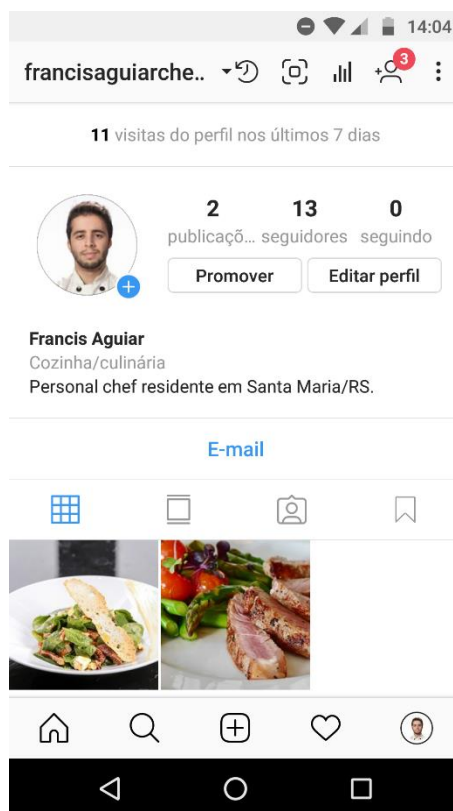 14:04
francisaguiarche..
3
11 visitas do perfil nos últimos 7 dias
2 13 0
publicaçõ... seguidores seguindo
Promover Editar perfil
Francis Aguiar
Cozinha/culinária
Personal chef residente em Santa Maria/RS.
E-mail